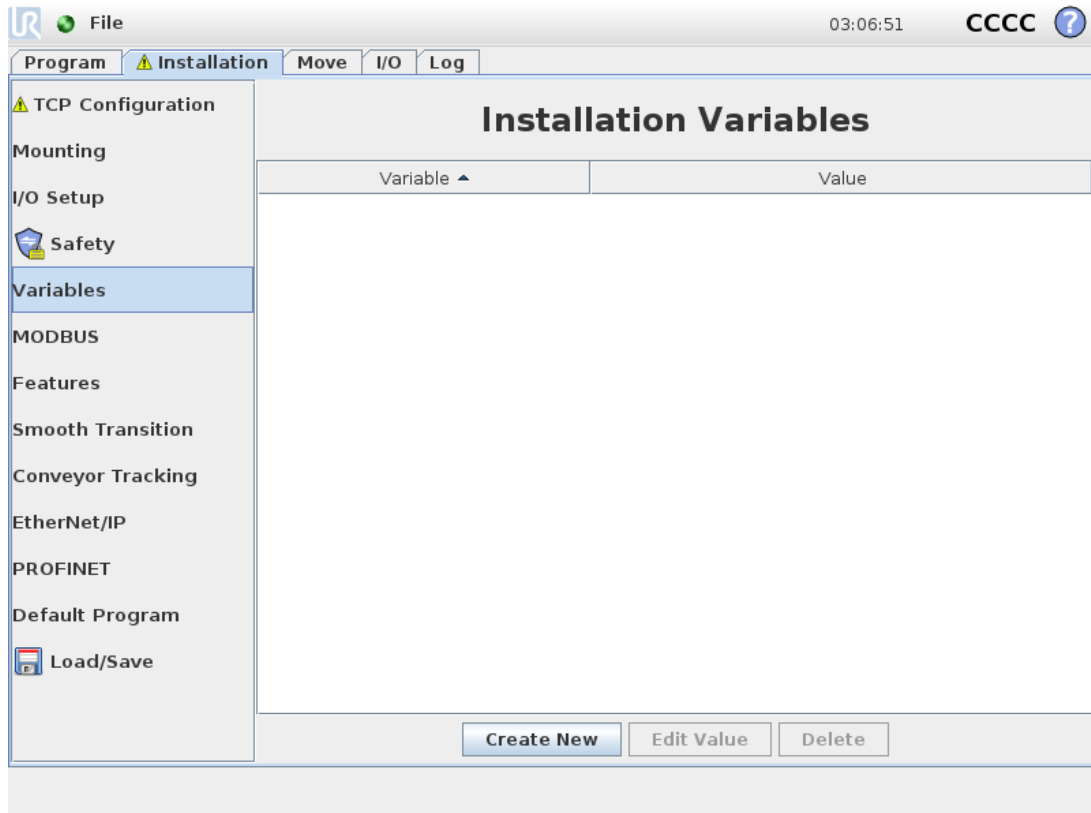 UR File 03:06:51 CCCC ?
Program Installation Move I/O Log
TCP Configuration
Mounting
I/O Setup
Safety
Variables
MODBUS
Features
Smooth Transition
Conveyor Tracking
EtherNet/IP
PROFINET
Default Program
Load/Save
Installation Variables
Variable Value
Create New Edit Value Delete